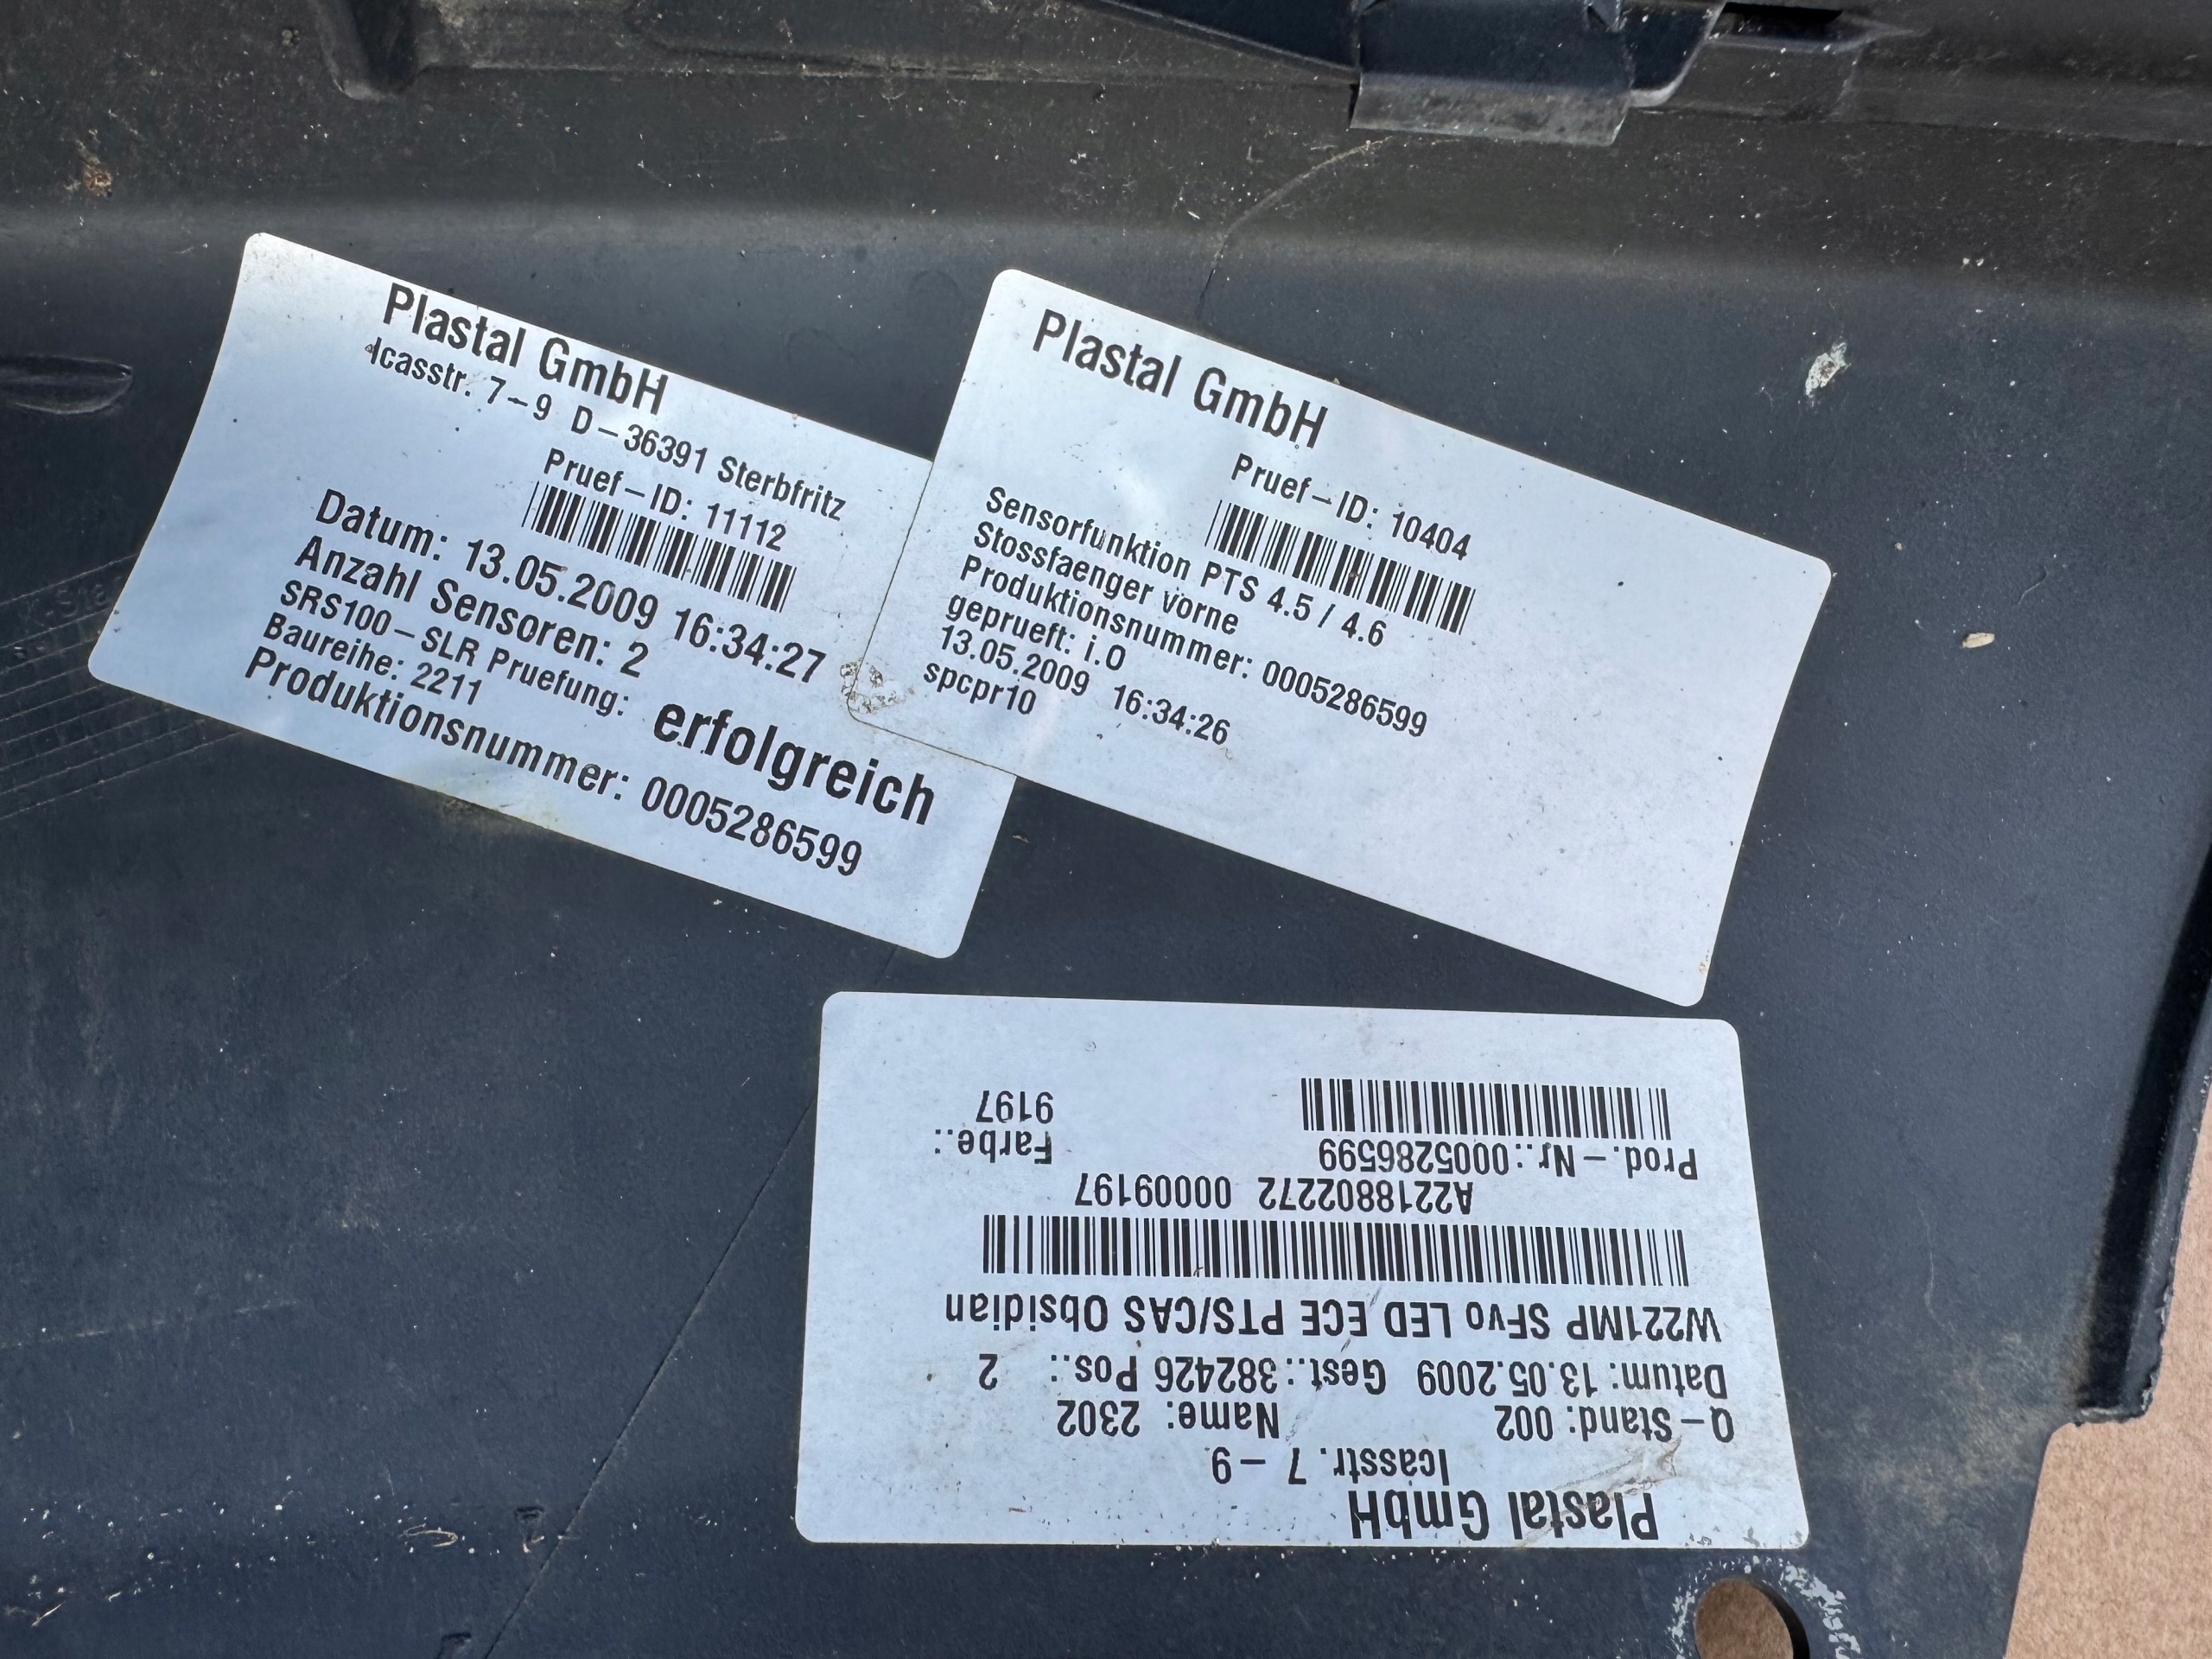 Plastal GmbH
Icasstr. 7-9 D-36391 Sterbfritz
Pruef-ID: 11112
Datum: 13.05.2009 16:34:27
Anzahl Sensoren: 2
SRS100-SLR Pruefung: erfolgreich
Baureihe: 2211
Produktionsnummer: 0005286599
Plastal GmbH
Pruef-ID: 10404
Sensorfunktion PTS 4.5 / 4.6
Stossfaenger vorne
Produktionsnummer: 0005286599
geprueft: i.O
13.05.2009 16:34:26
spcpr10
Plastal GmbH
Icasstr. 7-9
Q-Stand: 002 Name: 2302
Datum: 13.05.2009 Gest.:382426 Pos.: 2
W221MP SFvo LED ECE PTS/CAS Obsidian
A2218802272 00009197
Prod.-Nr.:0005286599 Farbe.:
9197